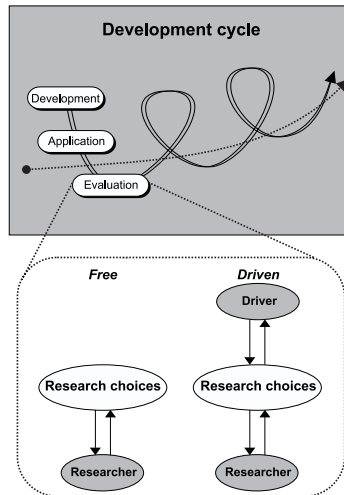 Development cycle
Development
Application
Evaluation
Free
Driven
Driver
Research choices
Research choices
Researcher
Researcher